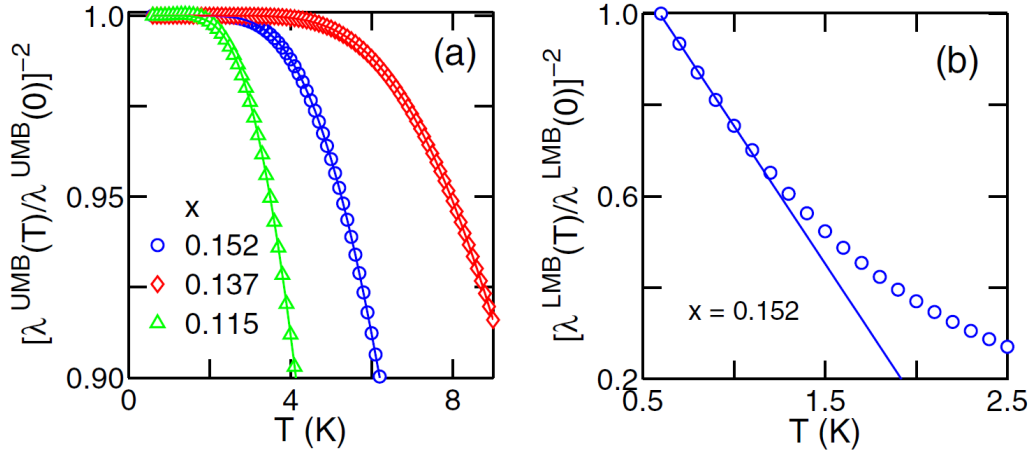 (a)
[λ^UMB(T)/λ^UMB(0)]^−2
1.0
0.95
0.90
x
0.152
0.137
0.115
0
4
8
T (K)
(b)
[λ^LMB(T)/λ^LMB(0)]^−2
1.0
0.6
0.2
x = 0.152
0.5
1.5
2.5
T (K)